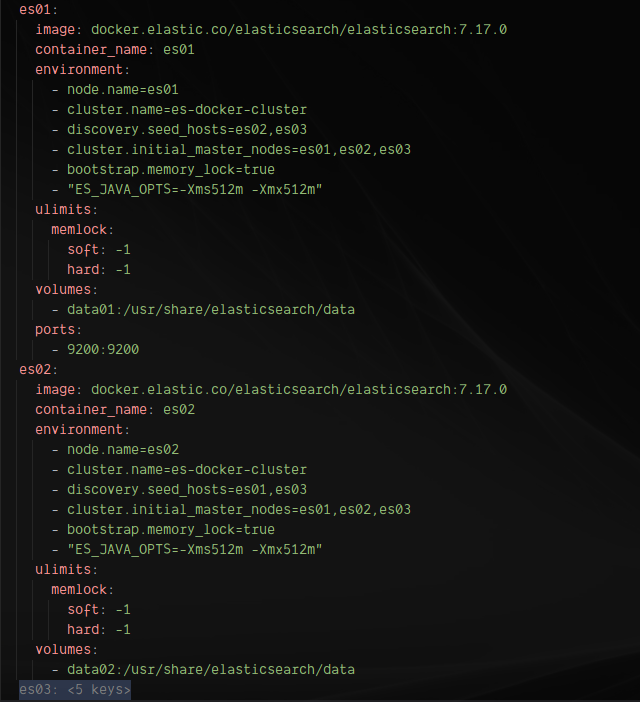 es01:
  image: docker.elastic.co/elasticsearch/elasticsearch:7.17.0
  container_name: es01
  environment:
    - node.name=es01
    - cluster.name=es-docker-cluster
    - discovery.seed_hosts=es02,es03
    - cluster.initial_master_nodes=es01,es02,es03
    - bootstrap.memory_lock=true
    - "ES_JAVA_OPTS=-Xms512m -Xmx512m"
  ulimits:
    memlock:
      soft: -1
      hard: -1
  volumes:
    - data01:/usr/share/elasticsearch/data
  ports:
    - 9200:9200
es02:
  image: docker.elastic.co/elasticsearch/elasticsearch:7.17.0
  container_name: es02
  environment:
    - node.name=es02
    - cluster.name=es-docker-cluster
    - discovery.seed_hosts=es01,es03
    - cluster.initial_master_nodes=es01,es02,es03
    - bootstrap.memory_lock=true
    - "ES_JAVA_OPTS=-Xms512m -Xmx512m"
  ulimits:
    memlock:
      soft: -1
      hard: -1
  volumes:
    - data02:/usr/share/elasticsearch/data
es03: <5 keys>